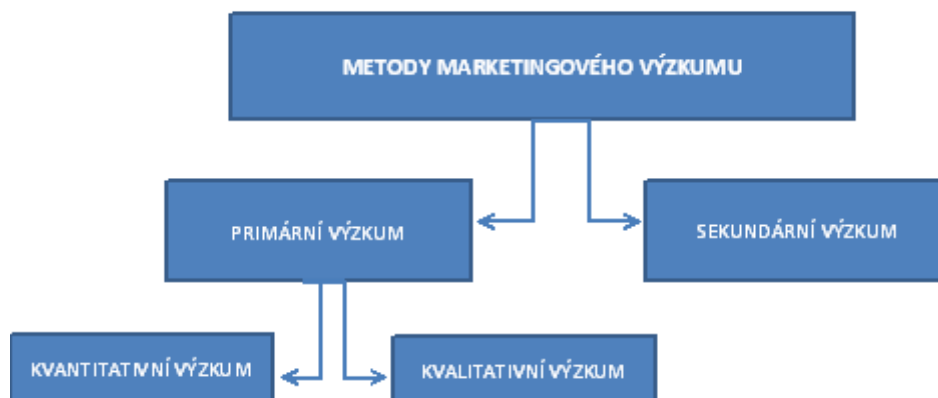 METODY MARKETINGOVÉHO VÝZKUMU
PRIMÁRNÍ VÝZKUM
SEKUNDÁRNÍ VÝZKUM
KVANTITATIVNÍ VÝZKUM
KVALITATIVNÍ VÝZKUM